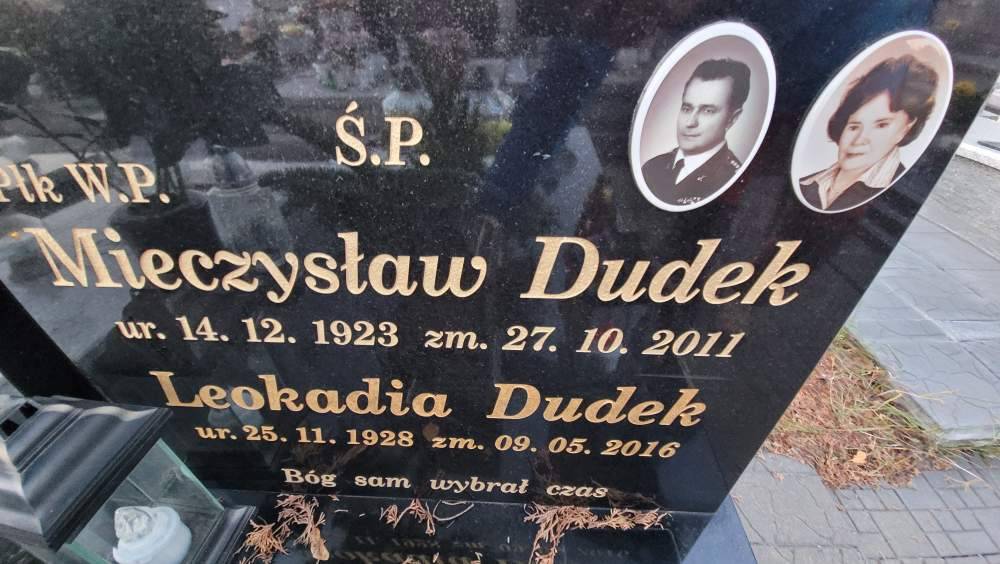 Ś.P.
Płk W.P.
Mieczysław Dudek
ur. 14. 12. 1923 zm. 27. 10. 2011
Leokadia Dudek
ur. 25. 11. 1928 zm. 09. 05. 2016
Bóg sam wybrał czas